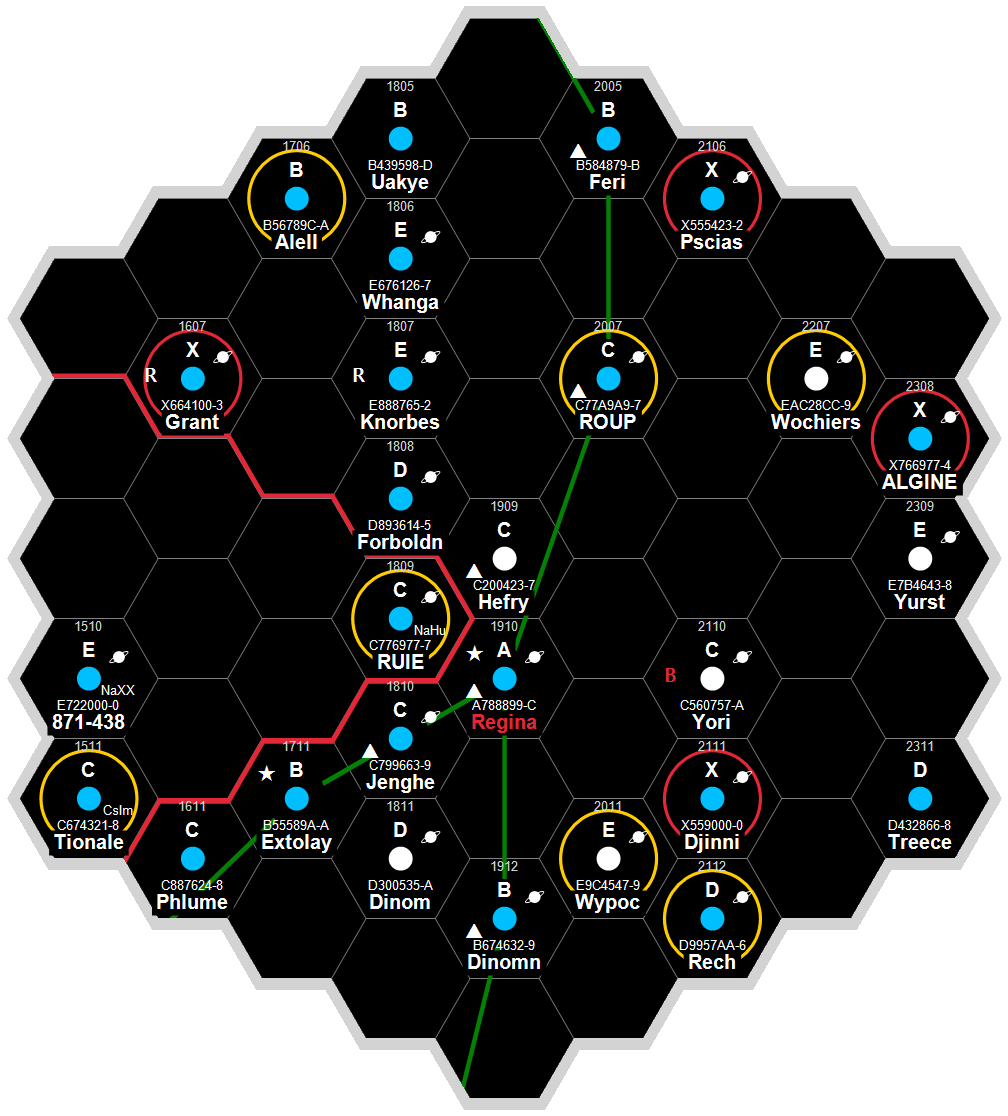 1805
B
B439598-D
Uakye
2005
B
B584879-B
Feri
1706
B
B56789C-A
Alell
2106
X
X555423-2
Pscias
1806
E
E676126-7
Whanga
1607
X
R
X664100-3
Grant
1807
E
R
E888765-2
Knorbes
2007
C
C77A9A9-7
ROUP
2207
E
EAC28CC-9
Wochiers
2308
X
X766977-4
ALGINE
1808
D
D893614-5
Forboldn
1909
C
C200423-7
Hefry
2309
E
E7B4643-8
Yurst
1809
C
NaHu
C776977-7
RUIE
1510
E
NaXX
E722000-0
871-438
1910
A
A788899-C
Regina
2110
C
B
C560757-A
Yori
1810
C
C799663-9
Jenghe
1511
C
CsIm
C674321-8
Tionale
1711
B
B55589A-A
Extolay
2111
X
X559000-0
Djinni
2311
D
D432866-8
Treece
1611
C
C887624-8
Phlume
1811
D
D300535-A
Dinom
2011
E
E9C4547-9
Wypoc
1912
B
B674632-9
Dinomn
2112
D
D9957AA-6
Rech